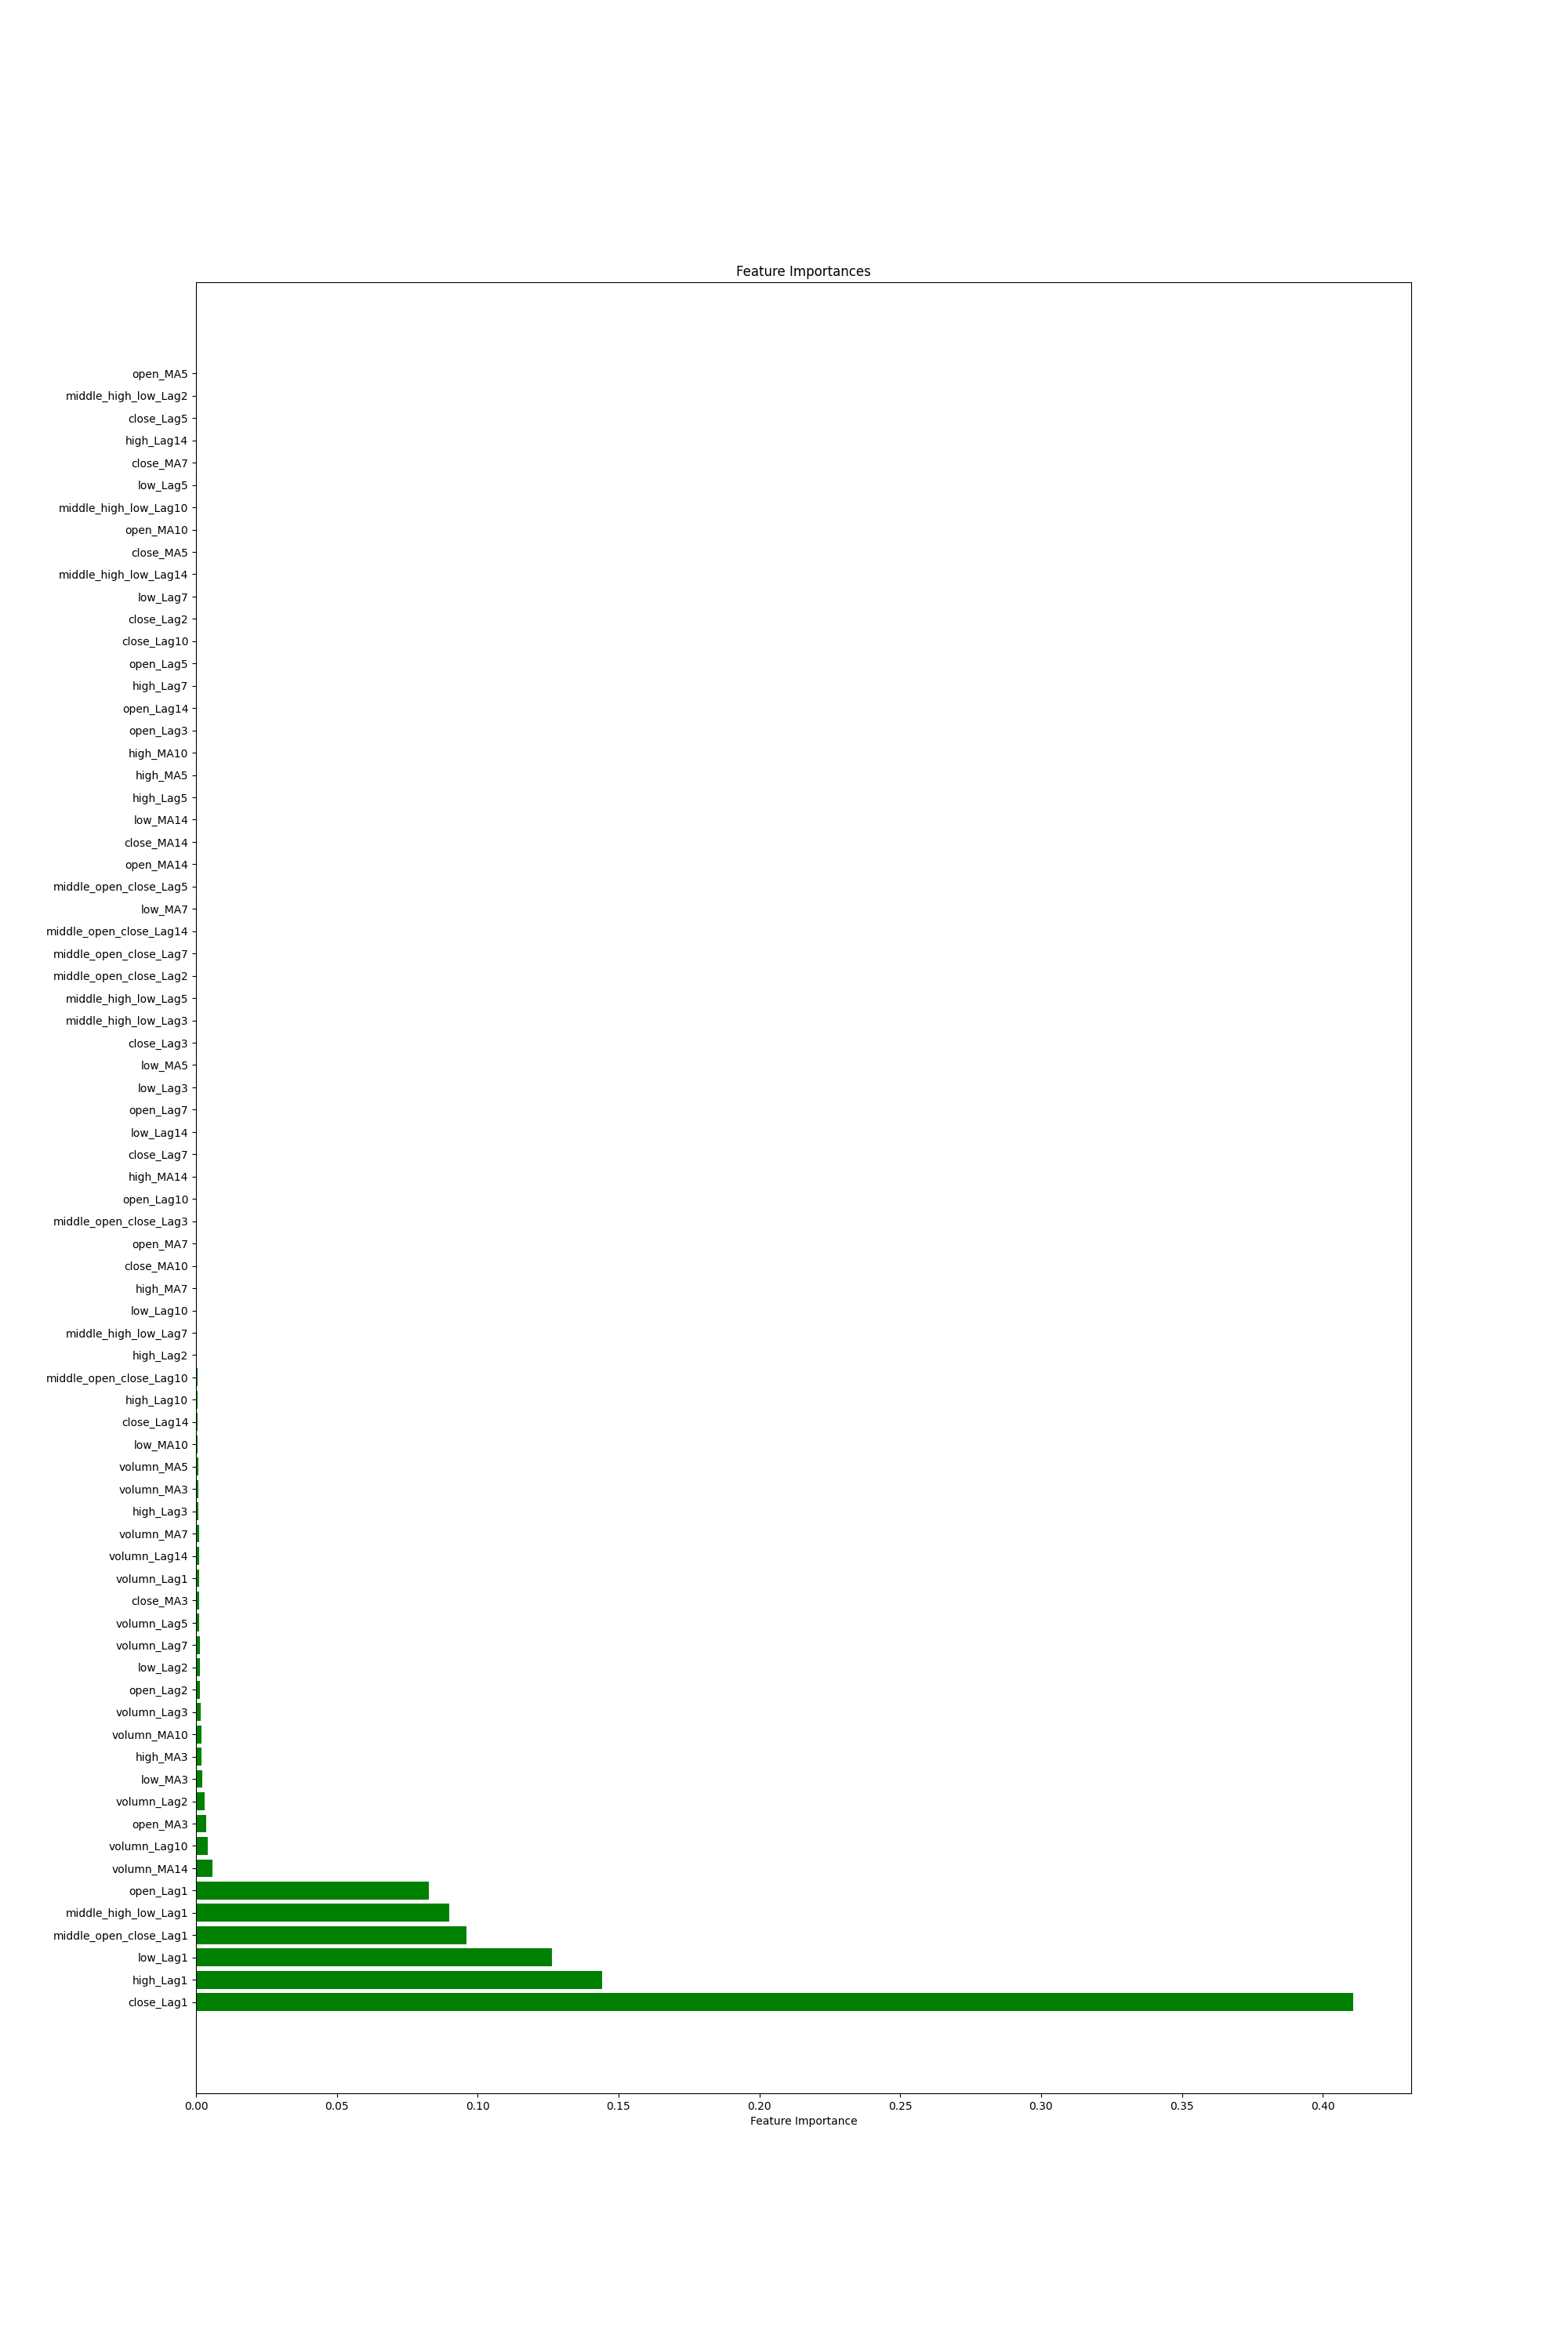 Feature Importances
open_MA5
middle_high_low_Lag2
close_Lag5
high_Lag14
close_MA7
low_Lag5
middle_high_low_Lag10
open_MA10
close_MA5
middle_high_low_Lag14
low_Lag7
close_Lag2
close_Lag10
open_Lag5
high_Lag7
open_Lag14
open_Lag3
high_MA10
high_MA5
high_Lag5
low_MA14
close_MA14
open_MA14
middle_open_close_Lag5
low_MA7
middle_open_close_Lag14
middle_open_close_Lag7
middle_open_close_Lag2
middle_high_low_Lag5
middle_high_low_Lag3
close_Lag3
low_MA5
low_Lag3
open_Lag7
low_Lag14
close_Lag7
high_MA14
open_Lag10
middle_open_close_Lag3
open_MA7
close_MA10
high_MA7
low_Lag10
middle_high_low_Lag7
high_Lag2
middle_open_close_Lag10
high_Lag10
close_Lag14
low_MA10
volumn_MA5
volumn_MA3
high_Lag3
volumn_MA7
volumn_Lag14
volumn_Lag1
close_MA3
volumn_Lag5
volumn_Lag7
low_Lag2
open_Lag2
volumn_Lag3
volumn_MA10
high_MA3
low_MA3
volumn_Lag2
open_MA3
volumn_Lag10
volumn_MA14
open_Lag1
middle_high_low_Lag1
middle_open_close_Lag1
low_Lag1
high_Lag1
close_Lag1
0.00 0.05 0.10 0.15 0.20 0.25 0.30 0.35 0.40
Feature Importance